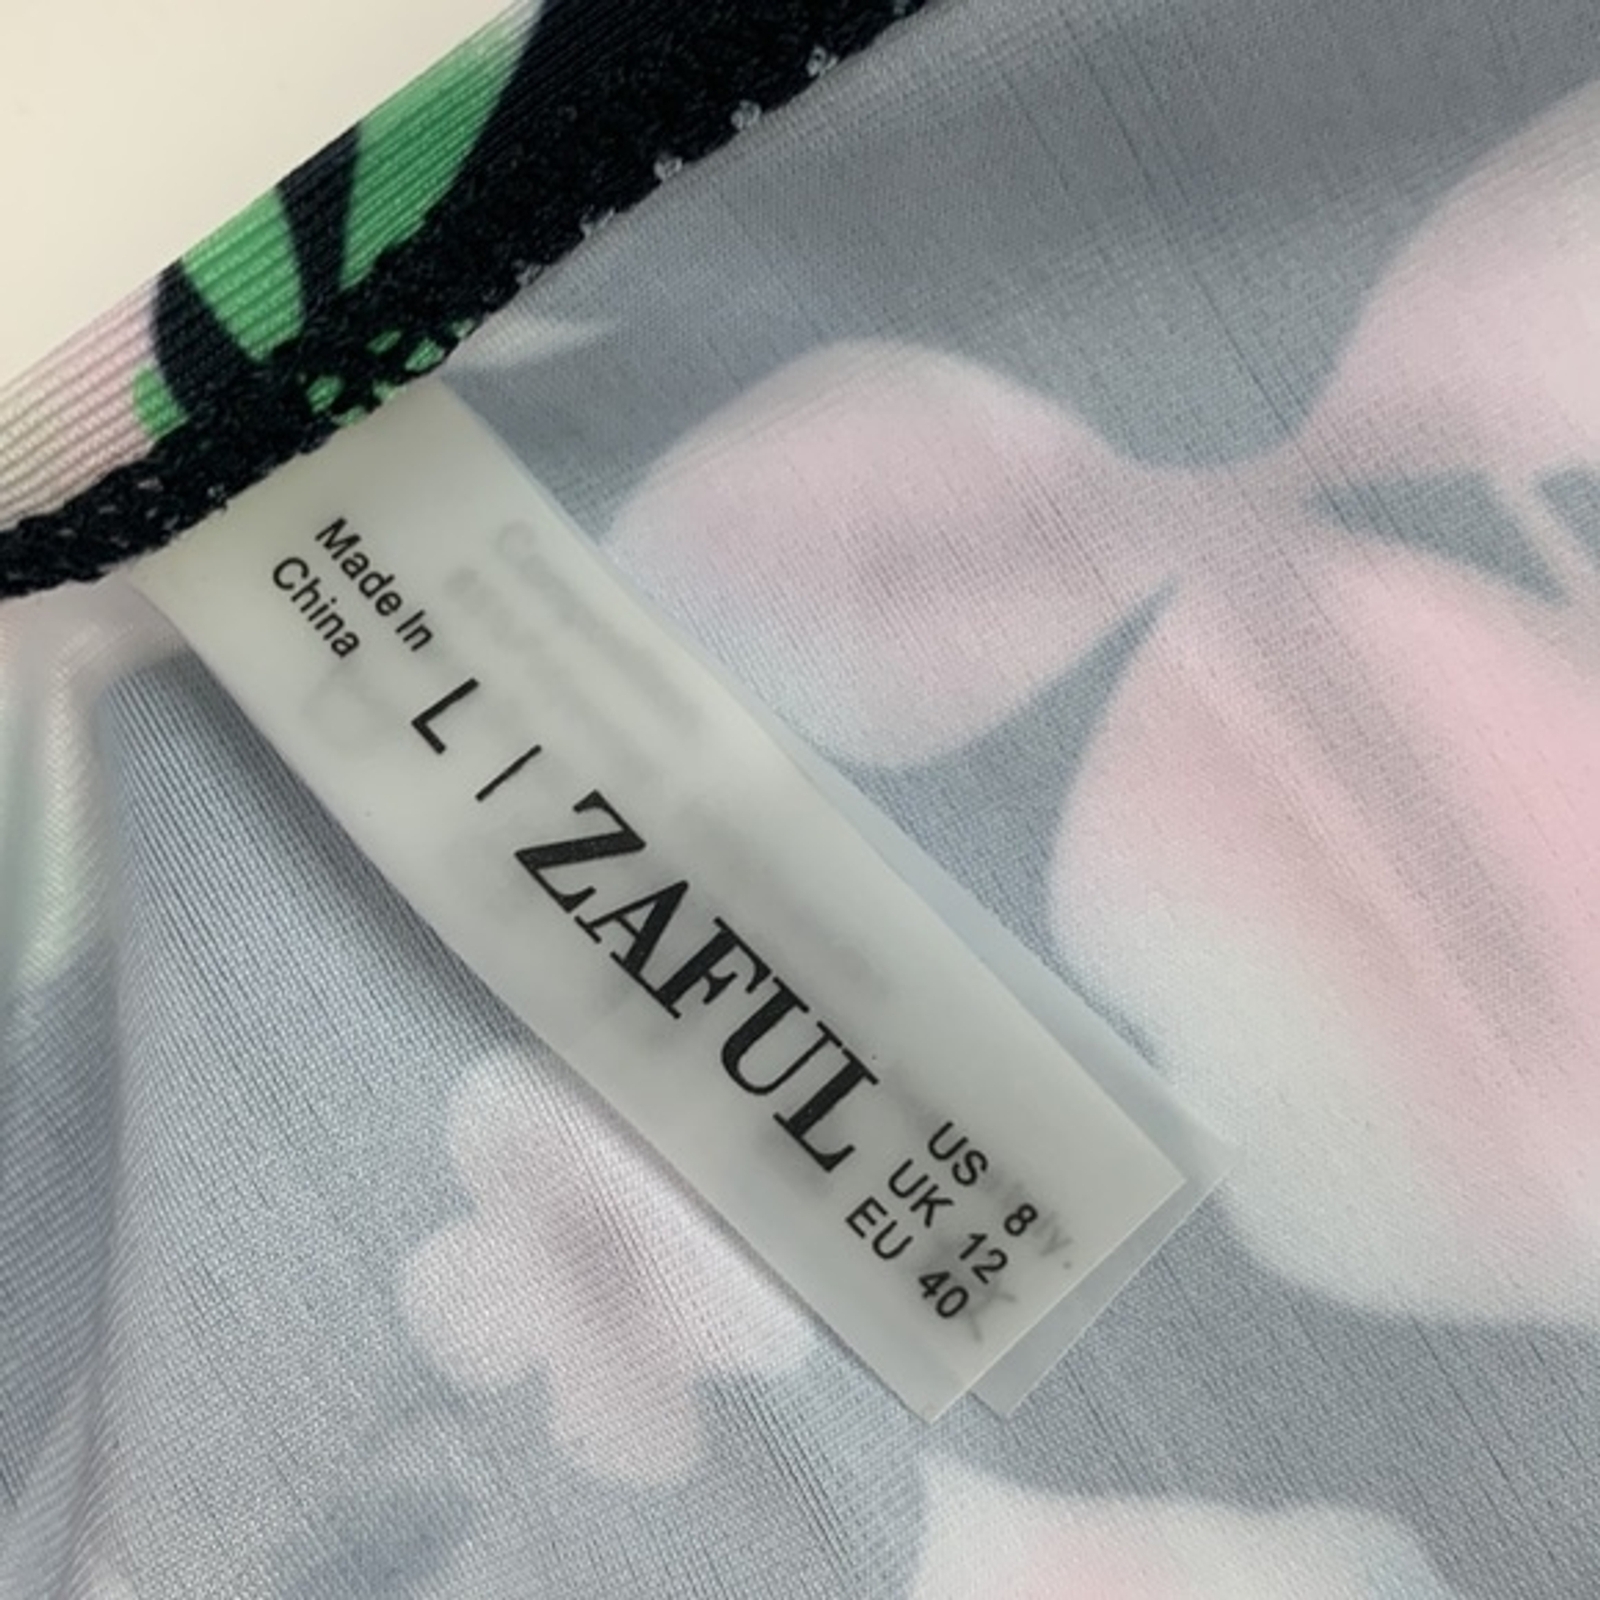 Made In
China
L | ZAFUL
US 8
UK 12
EU 40